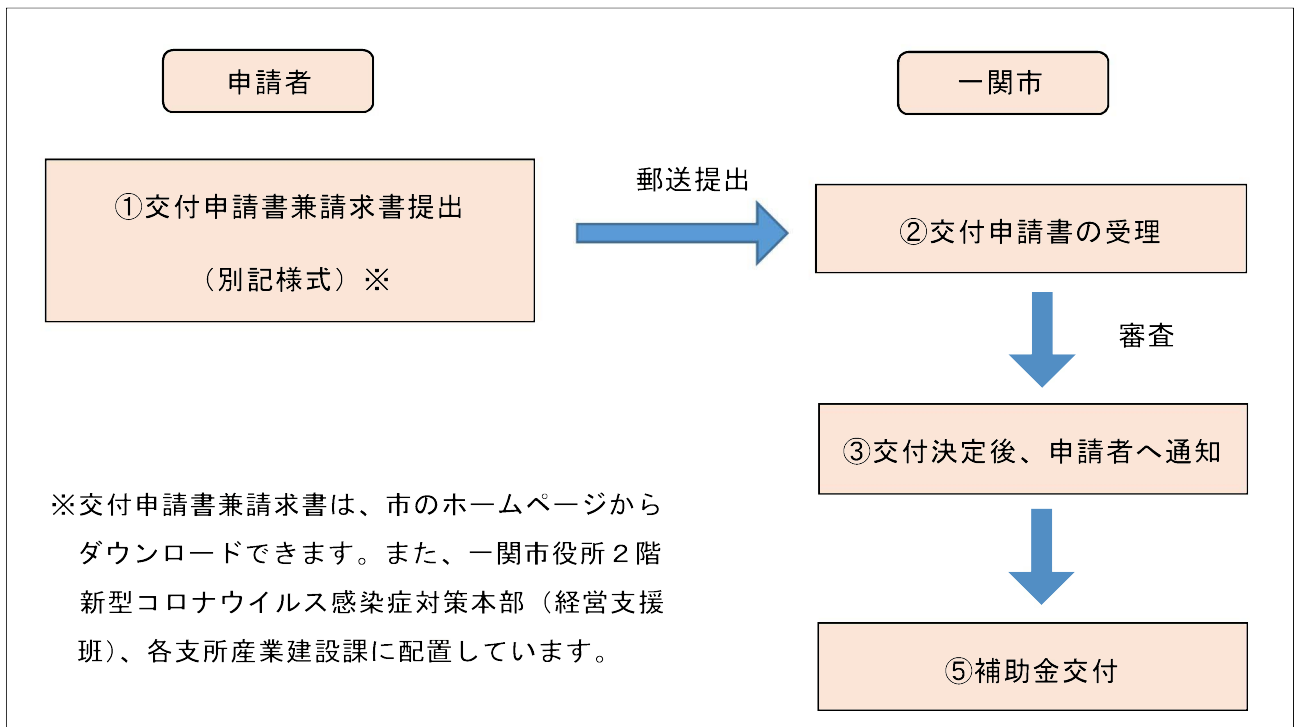 申請者
一関市
①交付申請書兼請求書提出
（別記様式）※
郵送提出
②交付申請書の受理
審査
③交付決定後、申請者へ通知
⑤補助金交付
※交付申請書兼請求書は、市のホームページから
ダウンロードできます。また、一関市役所２階
新型コロナウイルス感染症対策本部（経営支援
班）、各支所産業建設課に配置しています。